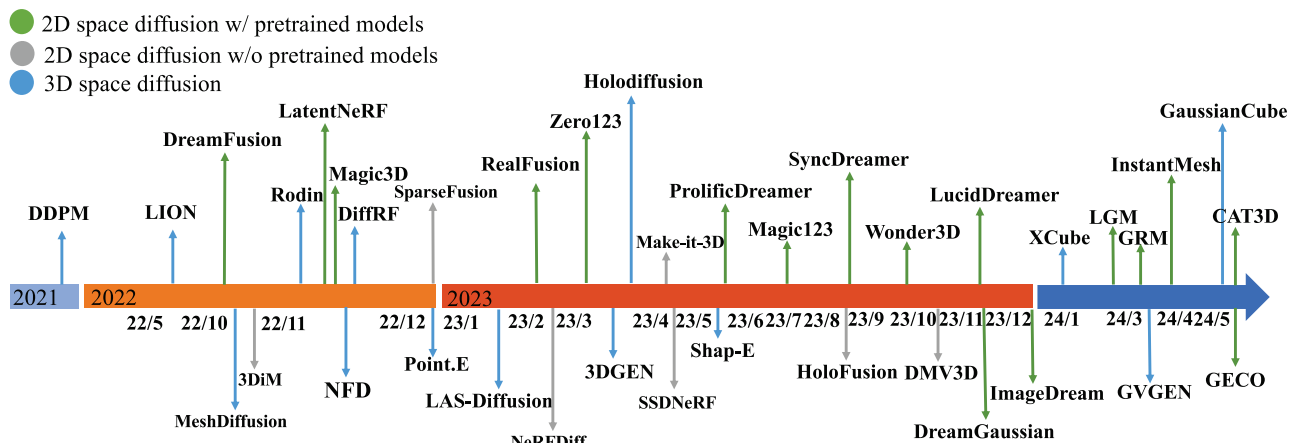 2D space diffusion w/ pretrained models
2D space diffusion w/o pretrained models
3D space diffusion
Holodiffusion
GaussianCube
LatentNeRF
Zero123
DreamFusion
SyncDreamer
RealFusion
InstantMesh
Magic3D
SparseFusion
ProlificDreamer
LucidDreamer
Rodin
DDPM
LION
DiffRF
Magic123
Wonder3D
LGM
CAT3D
Make-it-3D
XCube
GRM
2021
2022
2023
22/5
22/10
22/11
22/12
23/1
23/2
23/3
23/4
23/5
23/6
23/7
23/8
23/9
23/10
23/11
23/12
24/1
24/3
24/4
24/5
Point.E
Shap-E
3DiM
NFD
3DGEN
HoloFusion
DMV3D
GECO
MeshDiffusion
LAS-Diffusion
SSDNeRF
ImageDream
GVGEN
DreamGaussian
NeRFDiff